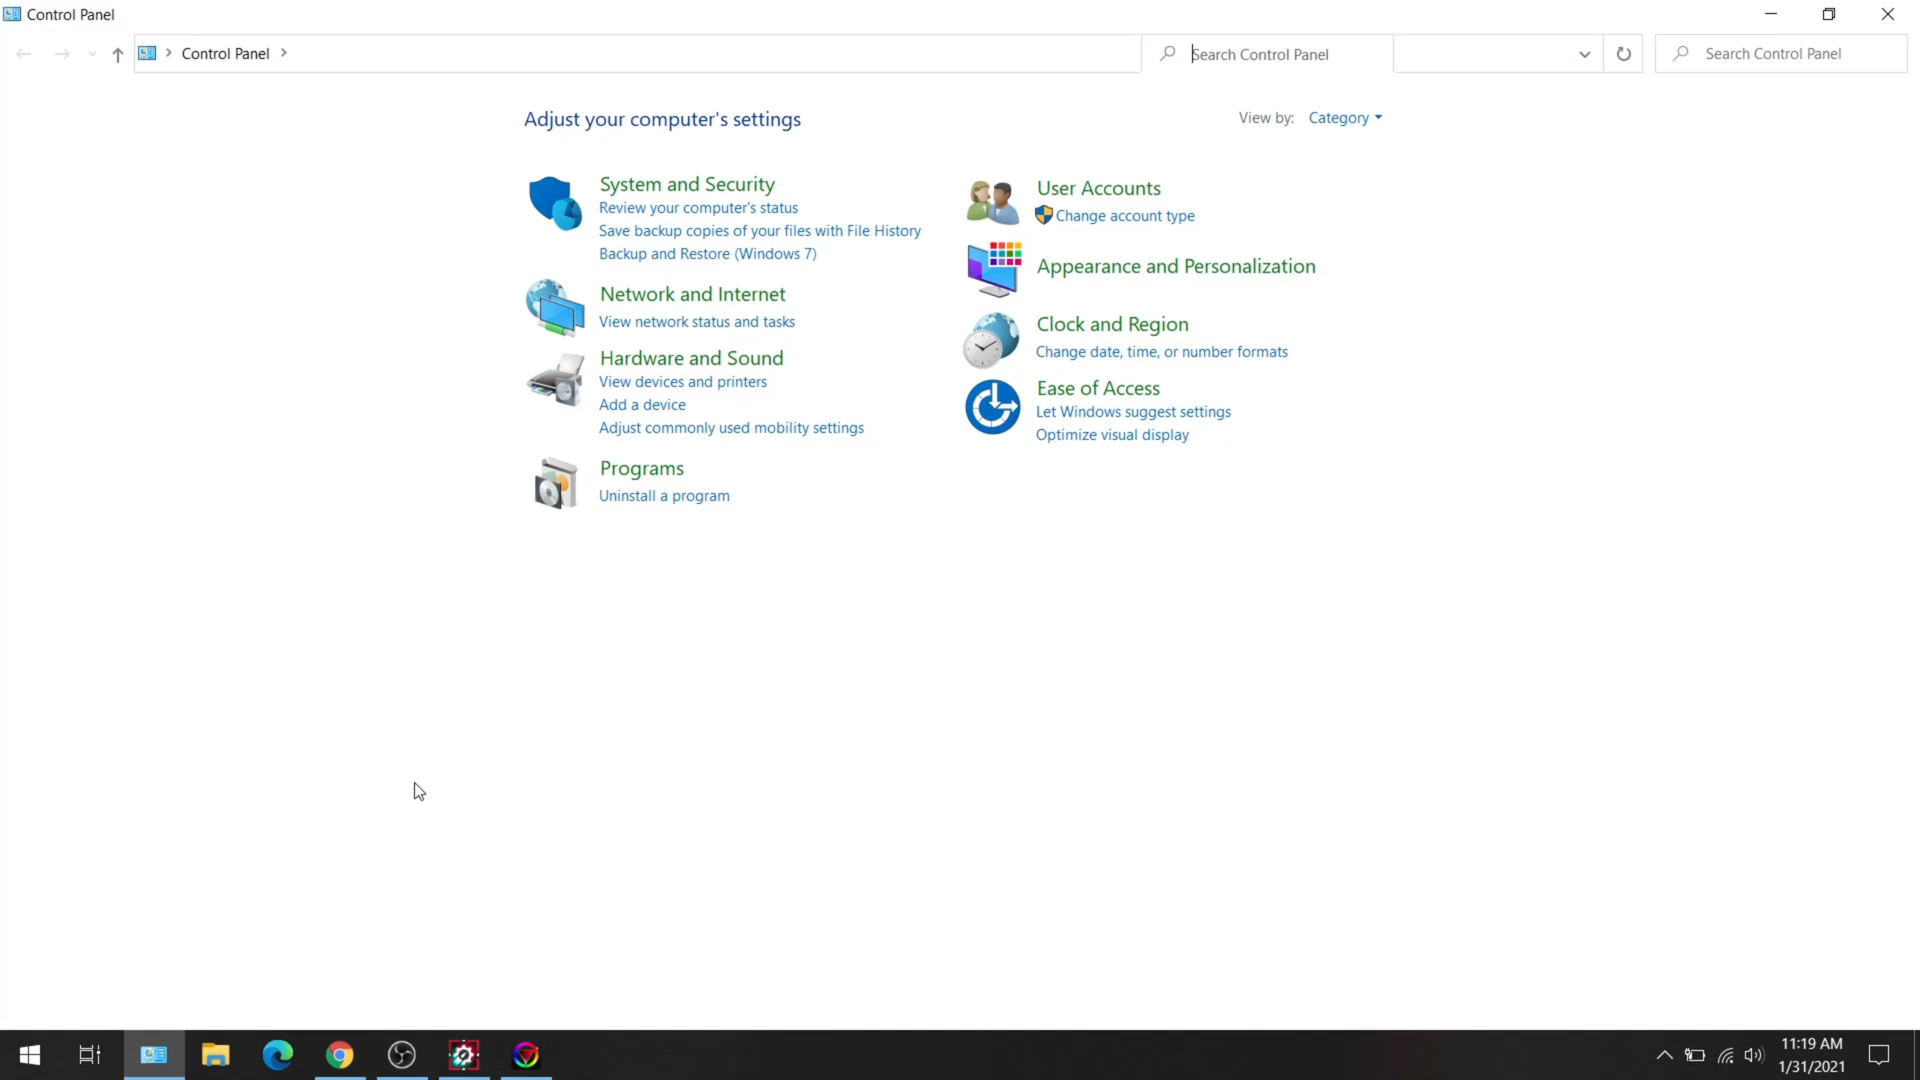 Control Panel
Control Panel
Search Control Panel
Search Control Panel
Adjust your computer's settings
View by: Category
System and Security
Review your computer's status
Save backup copies of your files with File History
Backup and Restore (Windows 7)
Network and Internet
View network status and tasks
Hardware and Sound
View devices and printers
Add a device
Adjust commonly used mobility settings
Programs
Uninstall a program
User Accounts
Change account type
Appearance and Personalization
Clock and Region
Change date, time, or number formats
Ease of Access
Let Windows suggest settings
Optimize visual display
11:19 AM
1/31/2021